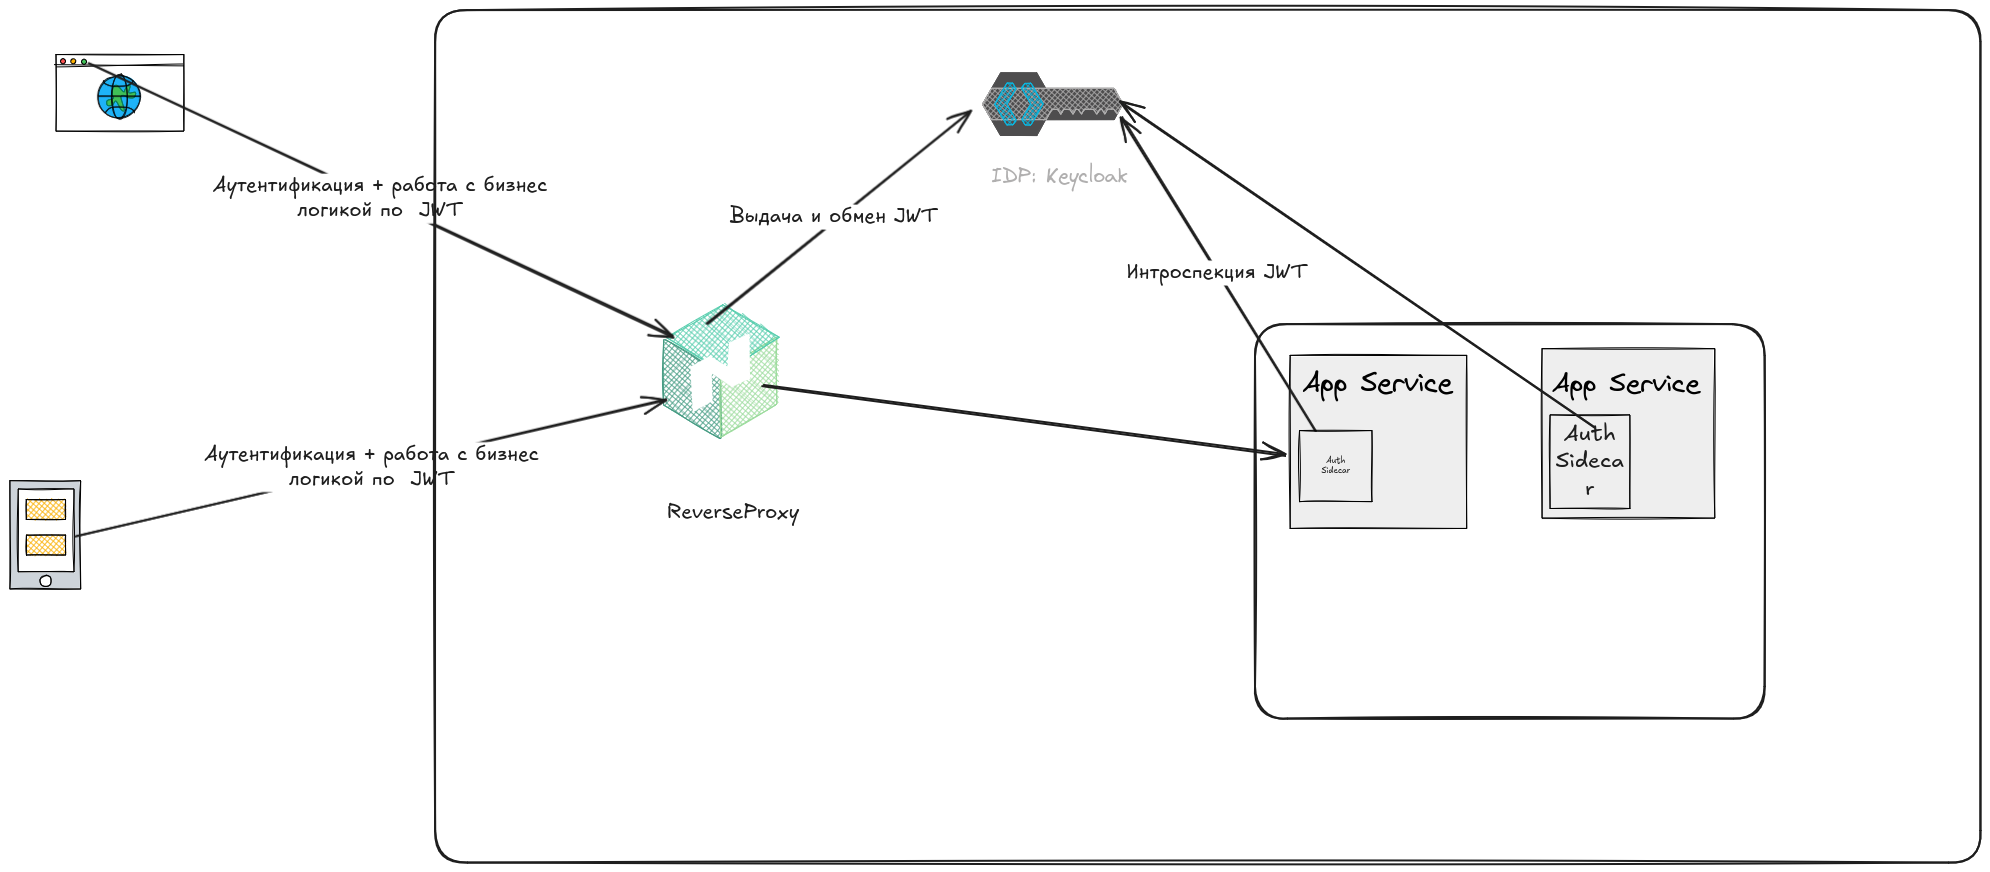 Аутентификация + работа с бизнес
логикой по JWT
IDP: Keycloak
Выдача и обмен JWT
Интроспекция JWT
App Service
Auth
Sidecar
App Service
Auth
Sideca
r
Аутентификация + работа с бизнес
логикой по JWT
ReverseProxy